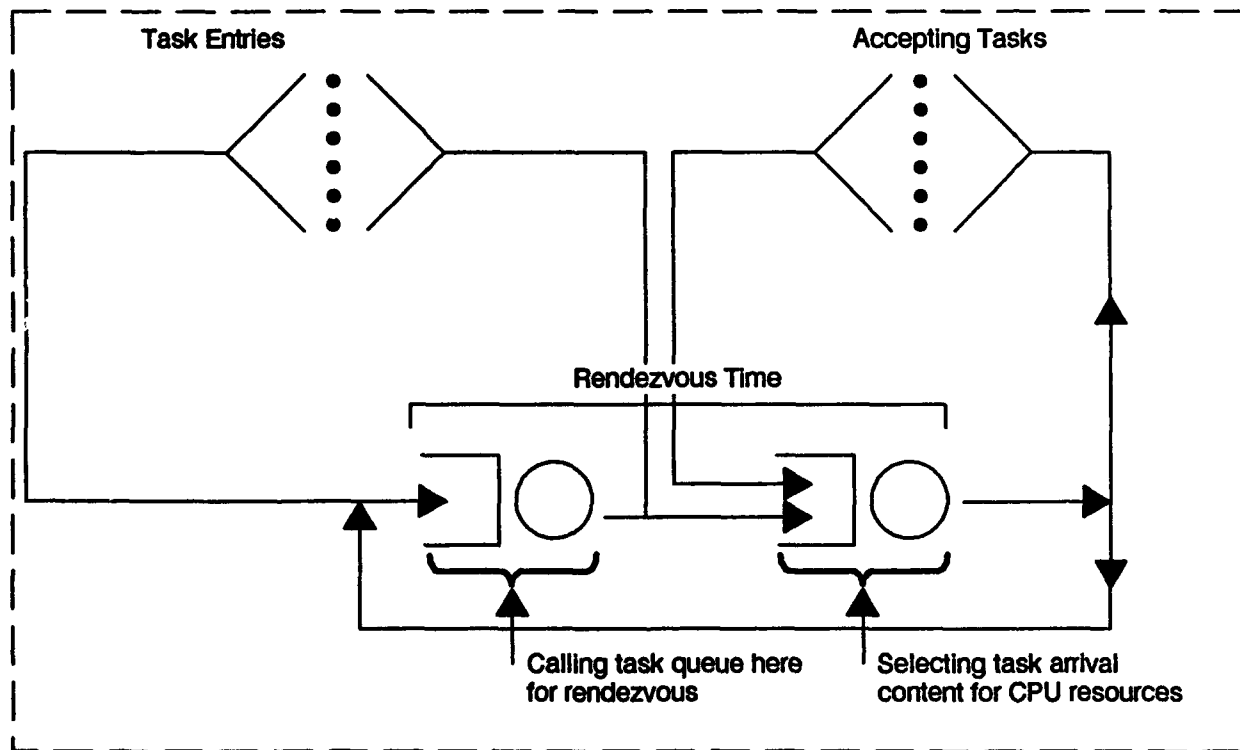 Task Entries
Accepting Tasks
Rendezvous Time
Calling task queue here
for rendezvous
Selecting task arrival
content for CPU resources